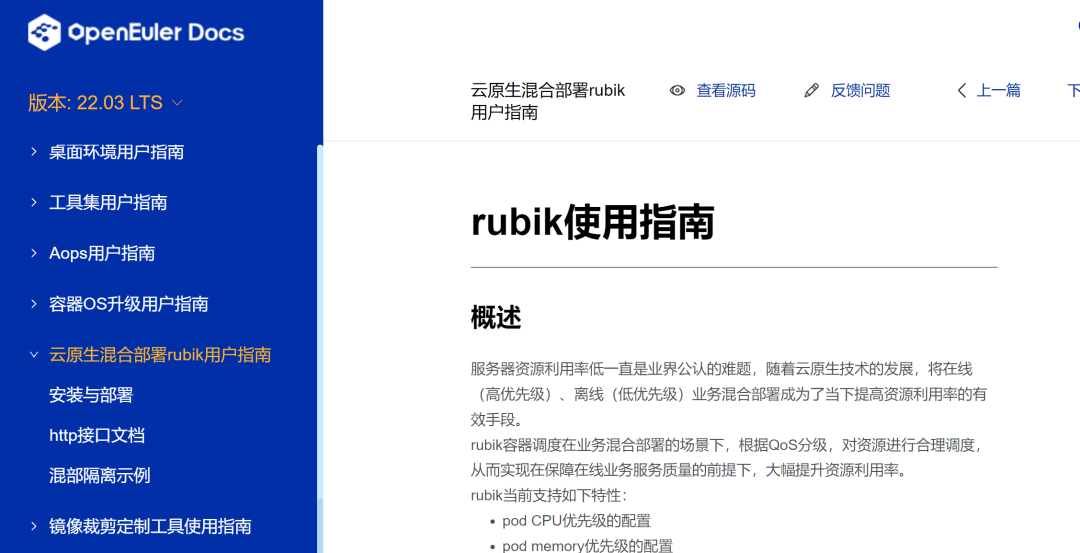 OpenEuler Docs
版本: 22.03 LTS
桌面环境用户指南
工具集用户指南
Aops用户指南
容器OS升级用户指南
云原生混合部署rubik用户指南
安装与部署
http接口文档
混部隔离示例
镜像裁剪定制工具使用指南
云原生混合部署rubik
用户指南
查看源码
反馈问题
上一篇
下
rubik使用指南
概述
服务器资源利用率低一直是业界公认的难题，随着云原生技术的发展，将在线
（高优先级）、离线（低优先级）业务混合部署成为了当下提高资源利用率的有
效手段。
rubik容器调度在业务混合部署的场景下，根据QoS分级，对资源进行合理调度，
从而实现在保障在线业务服务质量的前提下，大幅提升资源利用率。
rubik当前支持如下特性：
• pod CPU优先级的配置
• pod memory优先级的配置